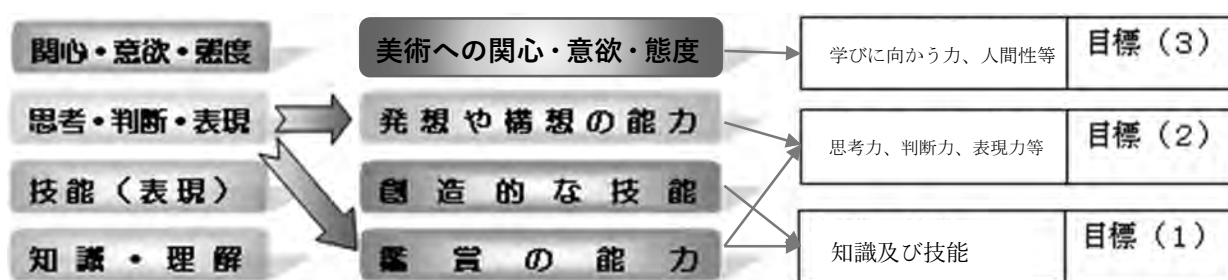 関心・意欲・態度
美術への関心・意欲・態度
学びに向かう力、人間性等
目標（3）
思考・判断・表現
発想や構想の能力
思考力、判断力、表現力等
目標（2）
技能（表現）
創造的な技能
知識・理解
鑑賞の能力
知識及び技能
目標（1）